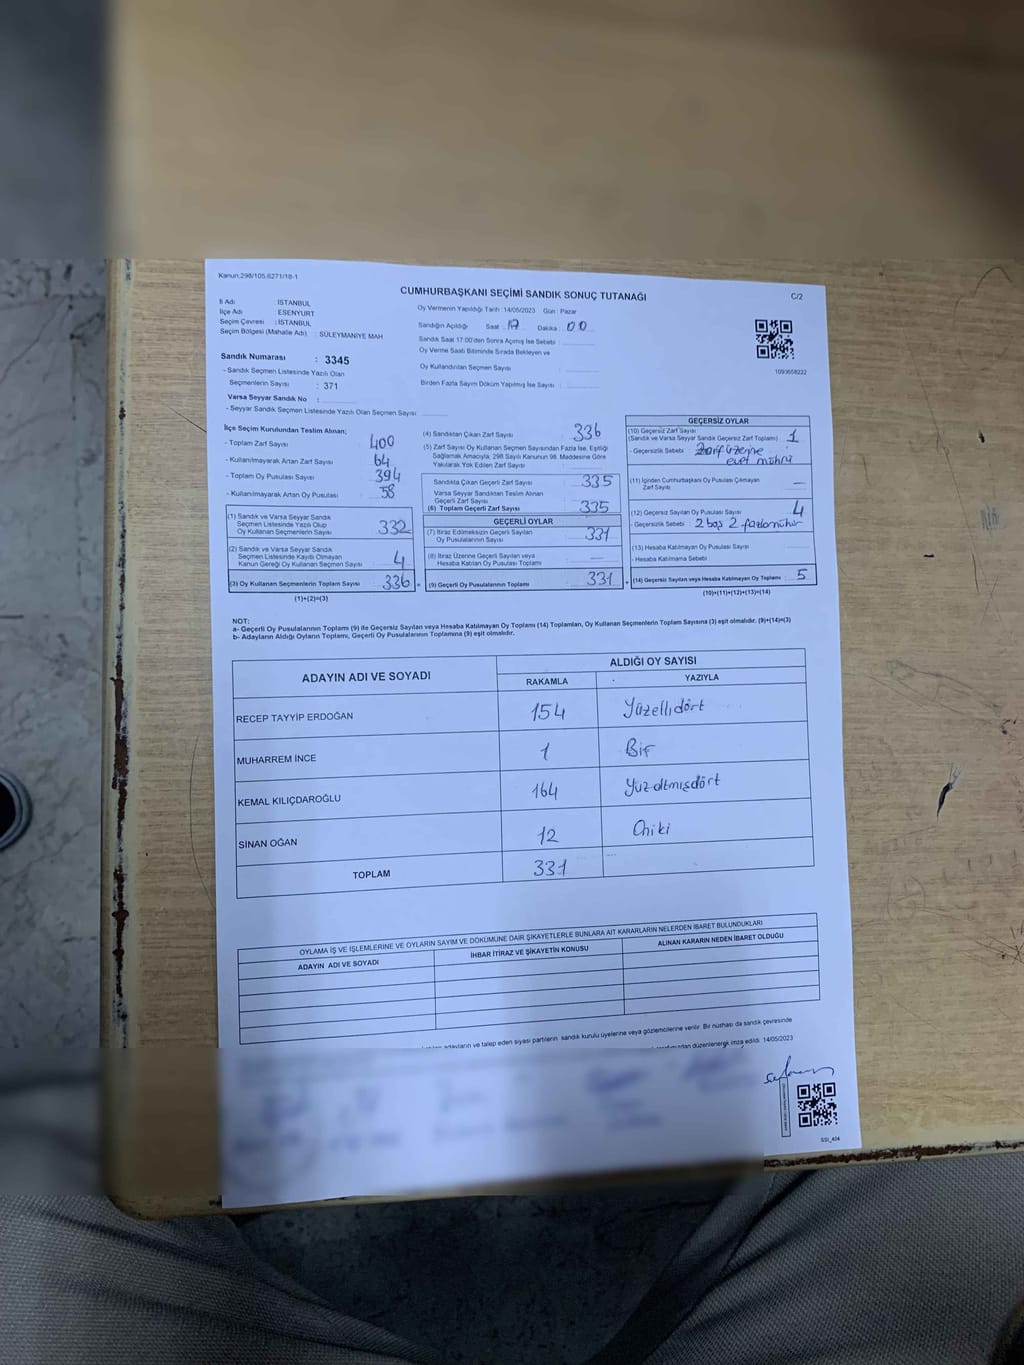 Kanun:298/105,6271/18-1
CUMHURBAŞKANI SEÇİMİ SANDIK SONUÇ TUTANAĞI
C/2
İl Adı : İSTANBUL
İlçe Adı : ESENYURT
Seçim Çevresi : İSTANBUL
Seçim Bölgesi (Mahalle Adı) : SÜLEYMANİYE MAH
Sandık Numarası : 3345
- Sandık Seçmen Listesinde Yazılı Olan
Seçmenlerin Sayısı : 371
Varsa Seyyar Sandık No :
- Seyyar Sandık Seçmen Listesinde Yazılı Olan Seçmen Sayısı
Oy Vermenin Yapıldığı Tarih : 14/05/2023 Gün : Pazar
Sandığın Açıldığı Saat : 17 Dakika : 00
Sandık Saat 17.00'den Sonra Açılmış İse Sebebi :
Oy Verme Saati Bitiminde Sırada Bekleyen ve
Oy Kullandırılan Seçmen Sayısı :
Birden Fazla Sayım Döküm Yapılmış İse Sayısı :
1093658222
İlçe Seçim Kurulundan Teslim Alınan;
- Toplam Zarf Sayısı 400
- Kullanılmayarak Artan Zarf Sayısı 64
- Toplam Oy Pusulası Sayısı 394
- Kullanılmayarak Artan Oy Pusulası 58
(1) Sandık ve Varsa Seyyar Sandık
Seçmen Listesinde Yazılı Olup
Oy Kullanan Seçmenlerin Sayısı 332
(2) Sandık ve Varsa Seyyar Sandık
Seçmen Listesinde Kayıtlı Olmayan
Kanun Gereği Oy Kullanan Seçmen Sayısı 4
(3) Oy Kullanan Seçmenlerin Toplam Sayısı 336
(1)+(2)=(3)
(4) Sandıktan Çıkan Zarf Sayısı 336
(5) Zarf Sayısı Oy Kullanan Seçmen Sayısından Fazla İse, Eşitliği
Sağlamak Amacıyla; 298 Sayılı Kanunun 98. Maddesine Göre
Yakılarak Yok Edilen Zarf Sayısı
Sandıkta Çıkan Geçerli Zarf Sayısı 335
Varsa Seyyar Sandıktan Teslim Alınan
Geçerli Zarf Sayısı
(6) Toplam Geçerli Zarf Sayısı 335
GEÇERLİ OYLAR
(7) İtiraz Edilmeksizin Geçerli Sayılan
Oy Pusulalarının Sayısı 331
(8) İtiraz Üzerine Geçerli Sayılan veya
Hesaba Katılan Oy Pusulalarının Toplamı —
(9) Geçerli Oy Pusulalarının Toplamı 331
GEÇERSİZ OYLAR
(10) Geçersiz Zarf Sayısı
(Sandık ve Varsa Seyyar Sandık Geçersiz Zarf Toplamı) 1
- Geçersizlik Sebebi Zarf üzerine
evet mührü
(11) İçinden Cumhurbaşkanı Oy Pusulası Çıkmayan
Zarf Sayısı —
(12) Geçersiz Sayılan Oy Pusulası Sayısı 4
- Geçersizlik Sebebi 2 boş 2 fazla mühür
(13) Hesaba Katılmayan Oy Pusulası Sayısı
- Hesaba Katılmama Sebebi
(14) Geçersiz Sayılan veya Hesaba Katılmayan Oy Toplamı 5
(10)+(11)+(12)+(13)=(14)
NOT:
a- Geçerli Oy Pusulalarının Toplamı (9) ile Geçersiz Sayılan veya Hesaba Katılmayan Oy Toplamı (14) Toplamları, Oy Kullanan Seçmenlerin Toplam Sayısına (3) eşit olmalıdır. (9)+(14)=(3)
b- Adayların Aldığı Oyların Toplamı, Geçerli Oy Pusulalarının Toplamına (9) eşit olmalıdır.
ADAYIN ADI VE SOYADI
ALDIĞI OY SAYISI
RAKAMLA YAZIYLA
RECEP TAYYİP ERDOĞAN 154 Yüzellidört
MUHARREM İNCE 1 Bir
KEMAL KILIÇDAROĞLU 164 Yüzaltmışdört
SİNAN OĞAN 12 Oniki
TOPLAM 331
OYLAMA İŞ VE İŞLEMLERİNE VE OYLARIN SAYIM VE DÖKÜMÜNE DAİR ŞİKAYETLERLE BUNLARA AİT KARARLARIN NELERDEN İBARET BULUNDUKLARI
ADAYIN ADI VE SOYADI İHBAR İTİRAZ VE ŞİKAYETİN KONUSU ALINAN KARARIN NEDEN İBARET OLDUĞU
adayların ve talep eden siyasi partilerin sandık kurulu üyelerine veya gözlemcilerine verilir. Bir nüshası da sandık çevresinde
düzenlenerek imza edildi. 14/05/2023
SSİ_404